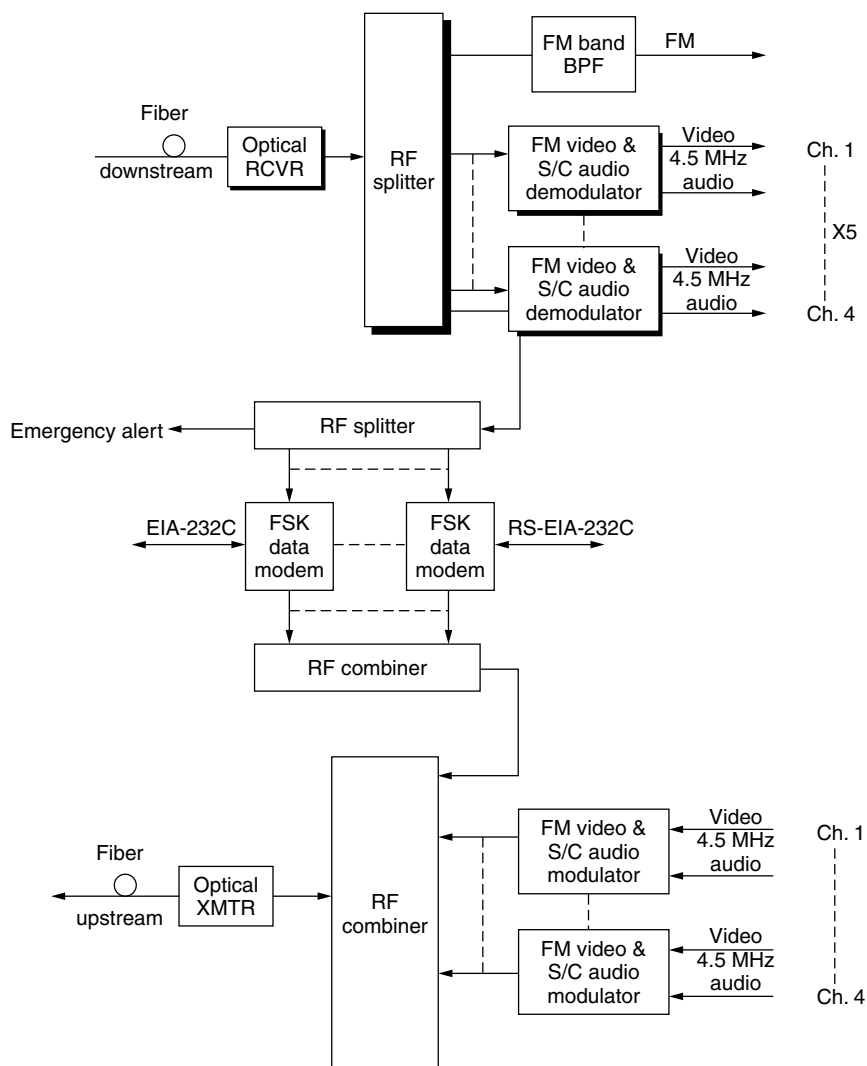 FM band
BPF
FM
Fiber
downstream
Optical
RCVR
RF
splitter
FM video &
S/C audio
demodulator
Video
4.5 MHz
audio
Ch. 1
X5
FM video &
S/C audio
demodulator
Video
4.5 MHz
audio
Ch. 4
Emergency alert
RF splitter
EIA-232C
FSK
data
modem
FSK
data
modem
RS-EIA-232C
RF combiner
Fiber
upstream
Optical
XMTR
RF
combiner
FM video &
S/C audio
modulator
Video
4.5 MHz
audio
Ch. 1
FM video &
S/C audio
modulator
Video
4.5 MHz
audio
Ch. 4